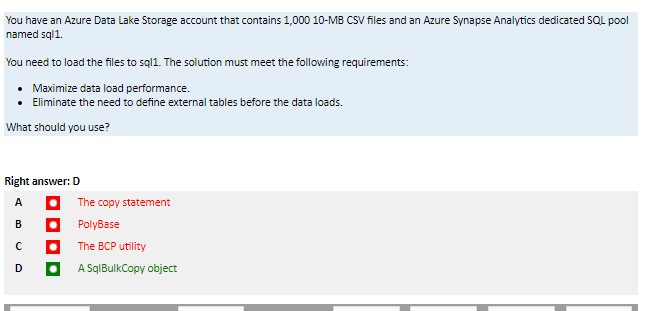 You have an Azure Data Lake Storage account that contains 1,000 10-MB CSV files and an Azure Synapse Analytics dedicated SQL pool
named sql1.
You need to load the files to sql1. The solution must meet the following requirements:
• Maximize data load performance.
• Eliminate the need to define external tables before the data loads.
What should you use?
Right answer: D
A The copy statement
B PolyBase
C The BCP utility
D A SqlBulkCopy object